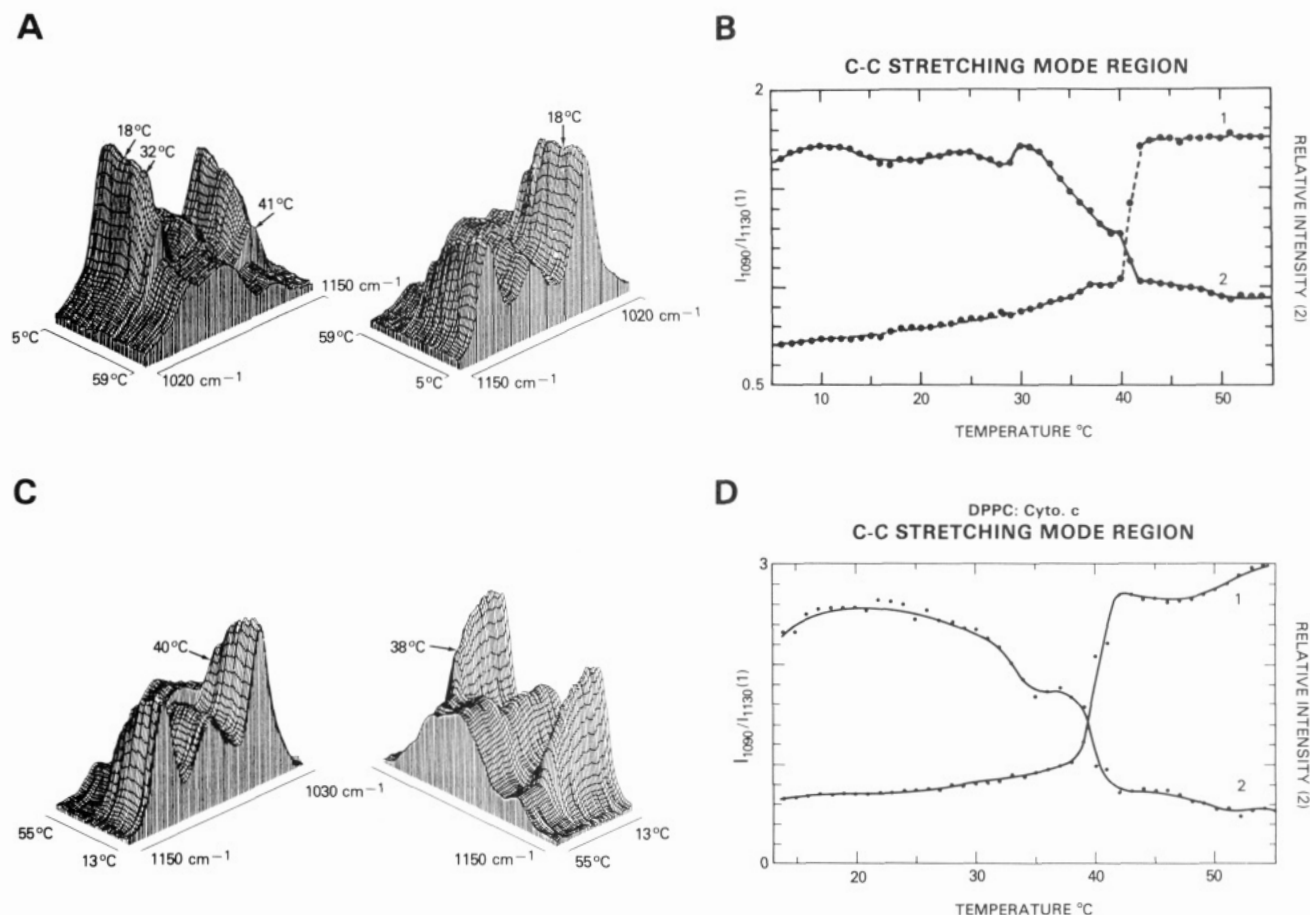 A
18°C
32°C
41°C
5°C
59°C
1020 cm⁻¹
1150 cm⁻¹
18°C
59°C
5°C
1150 cm⁻¹
1020 cm⁻¹
B
C-C STRETCHING MODE REGION
2
0.5
I₁₀₉₀/I₁₁₃₀(1)
RELATIVE INTENSITY (2)
1
2
10
20
30
40
50
TEMPERATURE °C
C
40°C
55°C
13°C
1150 cm⁻¹
1030 cm⁻¹
38°C
1150 cm⁻¹
55°C
13°C
D
DPPC: Cyto. c
C-C STRETCHING MODE REGION
3
0
I₁₀₉₀/I₁₁₃₀(1)
RELATIVE INTENSITY (2)
1
2
20
30
40
50
TEMPERATURE °C